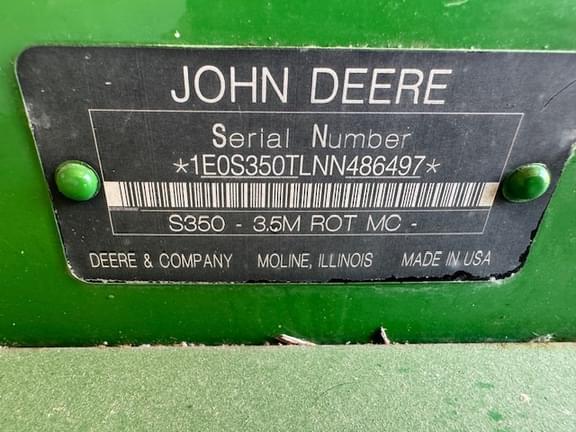 JOHN DEERE
Serial Number
*1E0S350TLNN486497*
S350 - 3.5M ROT MC -
DEERE & COMPANY MOLINE, ILLINOIS MADE IN USA